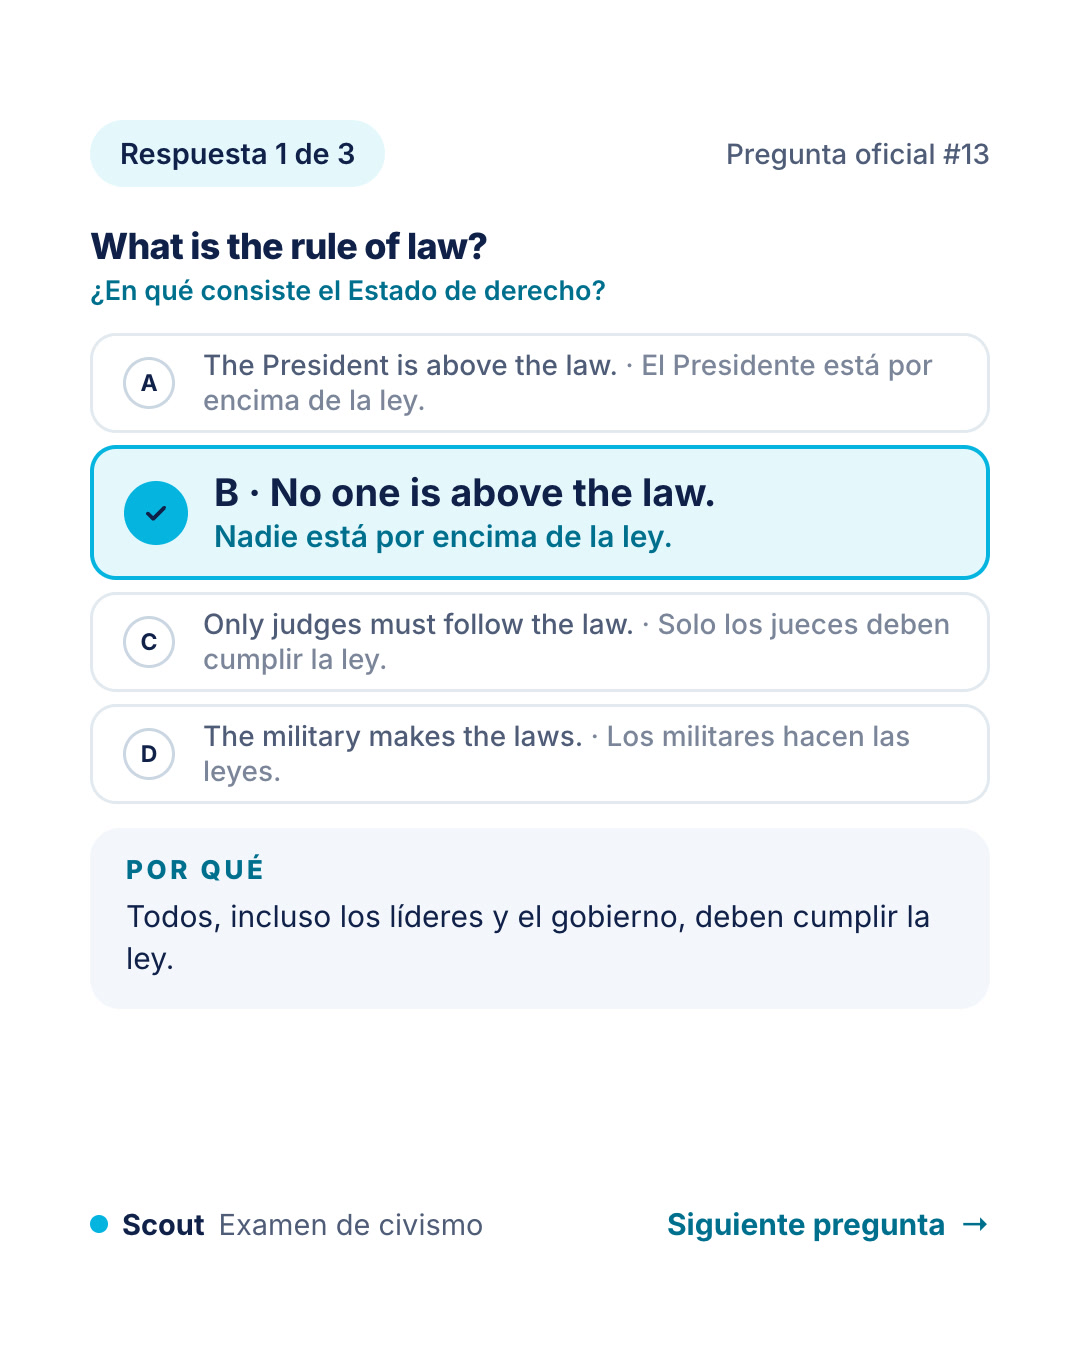 Respuesta 1 de 3
Pregunta oficial #13
What is the rule of law?
¿En qué consiste el Estado de derecho?
A
The President is above the law. · El Presidente está por
encima de la ley.
B · No one is above the law.
Nadie está por encima de la ley.
C
Only judges must follow the law. · Solo los jueces deben
cumplir la ley.
D
The military makes the laws. · Los militares hacen las
leyes.
POR QUÉ
Todos, incluso los líderes y el gobierno, deben cumplir la
ley.
Scout Examen de civismo
Siguiente pregunta →